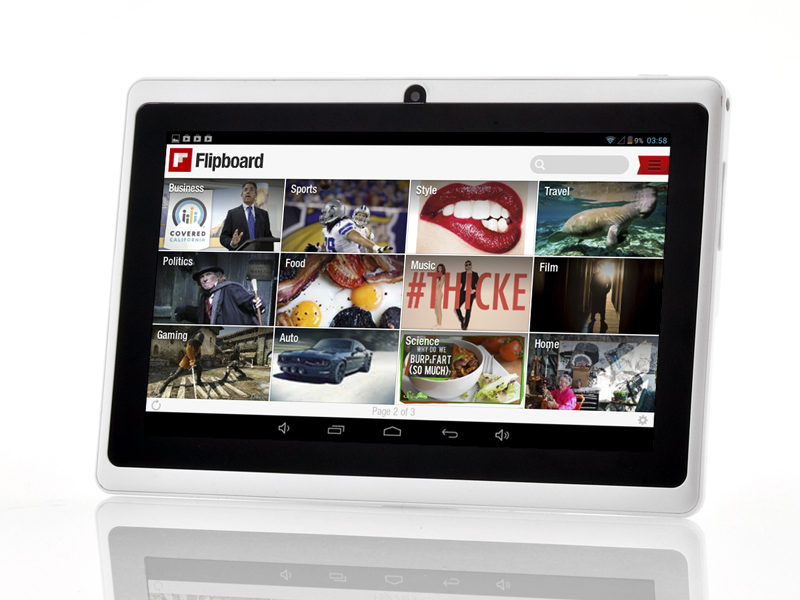 9% 03:58
Flipboard
Business
Sports
Style
Travel
COVERED
CALIFORNIA
Politics
Food
Music
Film
#THICKE
Gaming
Auto
Science
WHY DO WE
BURP & FART
(SO MUCH)
Home
Page 2 of 3